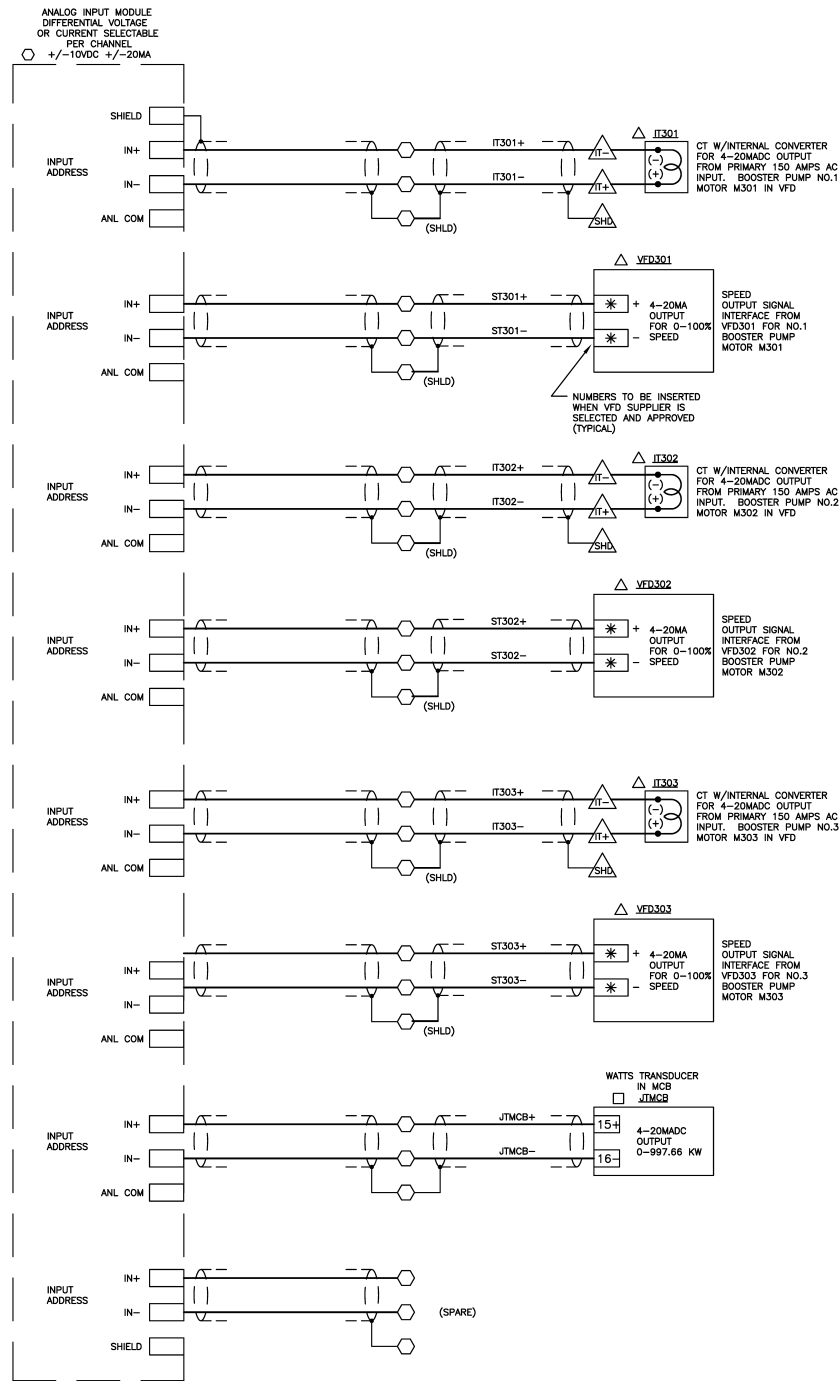 ANALOG INPUT MODULE
DIFFERENTIAL VOLTAGE
OR CURRENT SELECTABLE
PER CHANNEL
+/-10VDC +/-20MA
SHIELD
INPUT
ADDRESS
IN+
IN-
ANL COM
IT301+
IT301-
(SHLD)
IT-
IT+
SHD
IT301
(-)
(+)
CT W/INTERNAL CONVERTER
FOR 4-20MADC OUTPUT
FROM PRIMARY 150 AMPS AC
INPUT. BOOSTER PUMP NO.1
MOTOR M301 IN VFD
INPUT
ADDRESS
IN+
IN-
ANL COM
ST301+
ST301-
(SHLD)
VFD301
* +
* -
4-20MA
OUTPUT
FOR 0-100%
SPEED
SPEED
OUTPUT SIGNAL
INTERFACE FROM
VFD301 FOR NO.1
BOOSTER PUMP
MOTOR M301
NUMBERS TO BE INSERTED
WHEN VFD SUPPLIER IS
SELECTED AND APPROVED
(TYPICAL)
INPUT
ADDRESS
IN+
IN-
ANL COM
IT302+
IT302-
(SHLD)
IT-
IT+
SHD
IT302
(-)
(+)
CT W/INTERNAL CONVERTER
FOR 4-20MADC OUTPUT
FROM PRIMARY 150 AMPS AC
INPUT. BOOSTER PUMP NO.2
MOTOR M302 IN VFD
INPUT
ADDRESS
IN+
IN-
ANL COM
ST302+
ST302-
(SHLD)
VFD302
* +
* -
4-20MA
OUTPUT
FOR 0-100%
SPEED
SPEED
OUTPUT SIGNAL
INTERFACE FROM
VFD302 FOR NO.2
BOOSTER PUMP
MOTOR M302
INPUT
ADDRESS
IN+
IN-
ANL COM
IT303+
IT303-
(SHLD)
IT-
IT+
SHD
IT303
(-)
(+)
CT W/INTERNAL CONVERTER
FOR 4-20MADC OUTPUT
FROM PRIMARY 150 AMPS AC
INPUT. BOOSTER PUMP NO.3
MOTOR M303 IN VFD
INPUT
ADDRESS
IN+
IN-
ANL COM
ST303+
ST303-
(SHLD)
VFD303
* +
* -
4-20MA
OUTPUT
FOR 0-100%
SPEED
SPEED
OUTPUT SIGNAL
INTERFACE FROM
VFD303 FOR NO.3
BOOSTER PUMP
MOTOR M303
INPUT
ADDRESS
IN+
IN-
ANL COM
JTMCB+
JTMCB-
WATTS TRANSDUCER
IN MCB
JTMCB
15+
16-
4-20MADC
OUTPUT
0-997.66 KW
INPUT
ADDRESS
IN+
IN-
SHIELD
(SPARE)